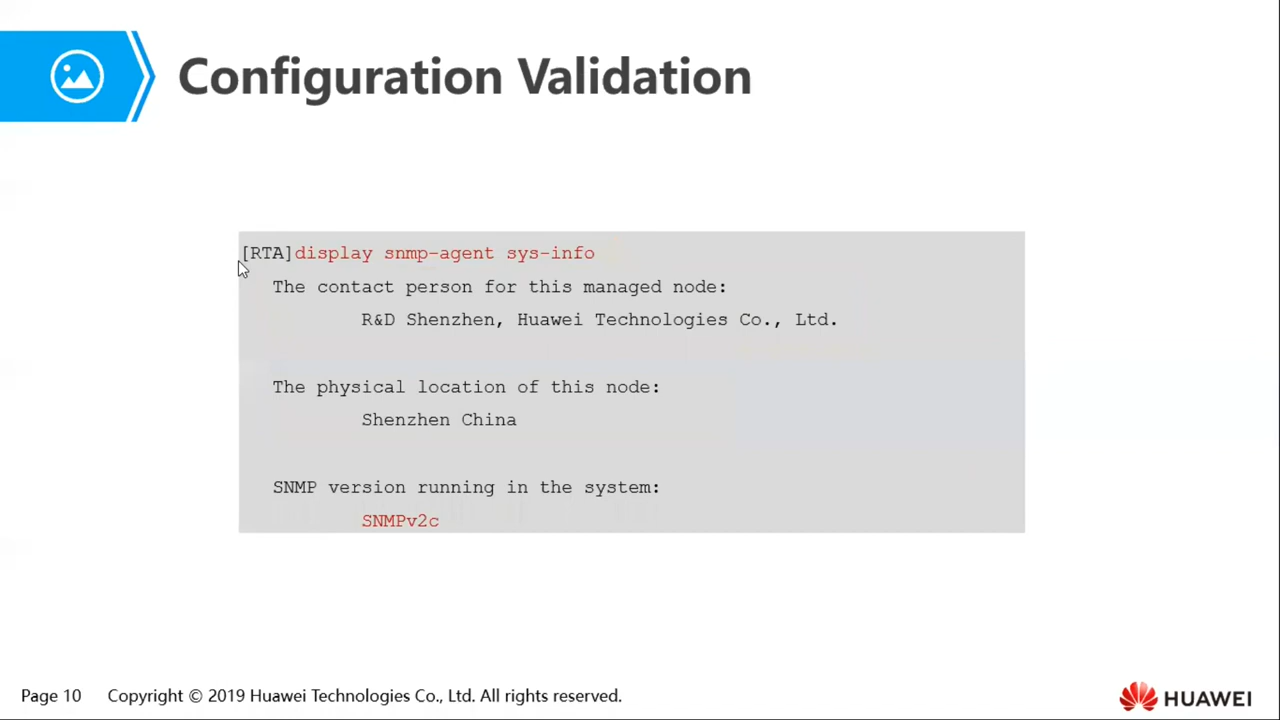 Configuration Validation
[RTA]display snmp-agent sys-info
The contact person for this managed node:
R&D Shenzhen, Huawei Technologies Co., Ltd.
The physical location of this node:
Shenzhen China
SNMP version running in the system:
SNMPv2c
Page 10 Copyright © 2019 Huawei Technologies Co., Ltd. All rights reserved.
HUAWEI